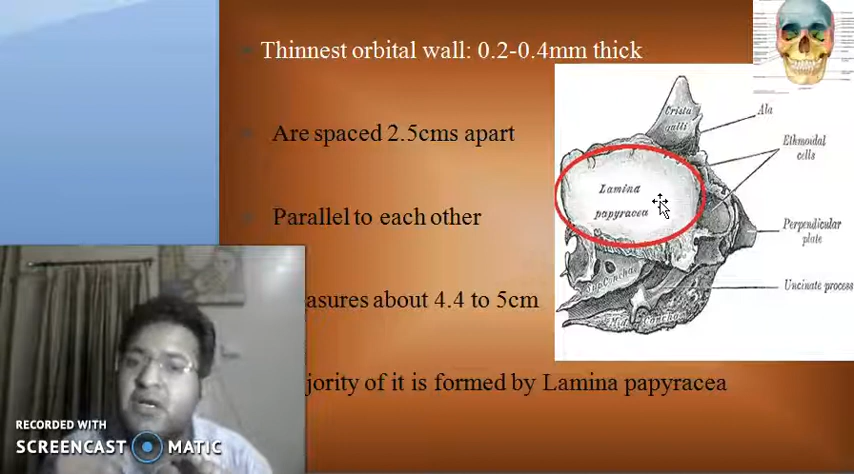 Thinnest orbital wall: 0.2-0.4mm thick
Are spaced 2.5cms apart
Parallel to each other
asures about 4.4 to 5cm
jority of it is formed by Lamina papyracea
Crista
galli
Ala
Ethmoidal
cells
Lamina
papyracea
Perpendicular
plate
Uncinate process
RECORDED WITH
SCREENCAST MATIC